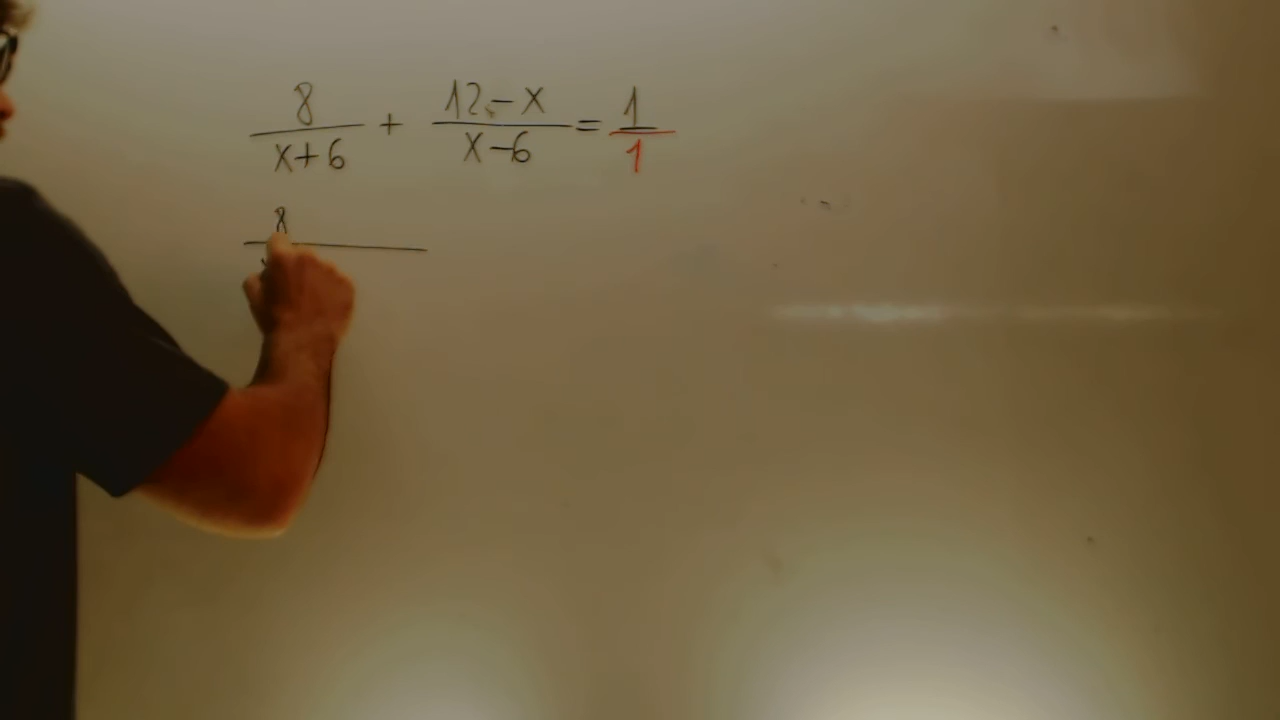 8/(x+6) + (12-x)/(x-6) = 1/1
8